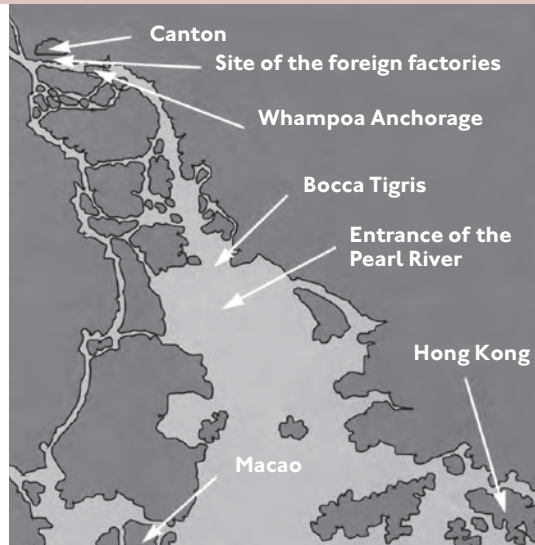 Canton
Site of the foreign factories
Whampoa Anchorage
Bocca Tigris
Entrance of the
Pearl River
Hong Kong
Macao